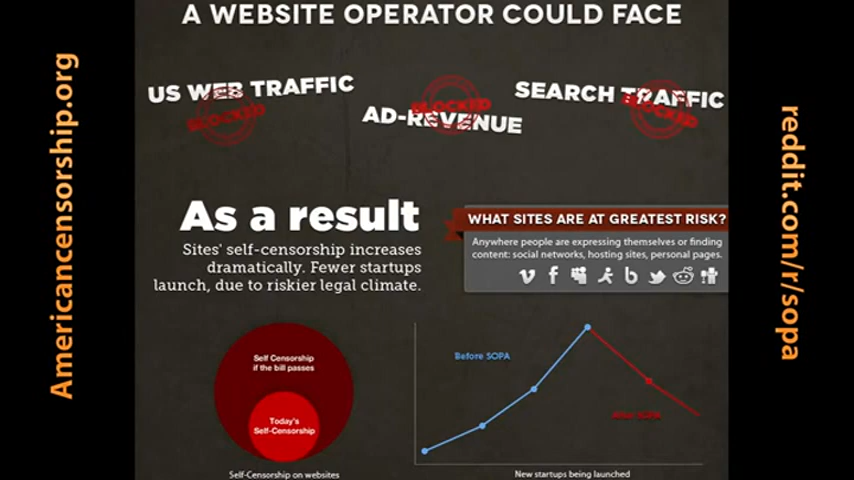 A WEBSITE OPERATOR COULD FACE
US WEB TRAFFIC
BLOCKED
AD-REVENUE
BLOCKED
SEARCH TRAFFIC
BLOCKED
Americancensorship.org
reddit.com/r/sopa
As a result
Sites' self-censorship increases
dramatically. Fewer startups
launch, due to riskier legal climate.
WHAT SITES ARE AT GREATEST RISK?
Anywhere people are expressing themselves or finding
content: social networks, hosting sites, personal pages.
Self Censorship
if the bill passes
Today's
Self-Censorship
Self-Censorship on websites
Before SOPA
After SOPA
New startups being launched